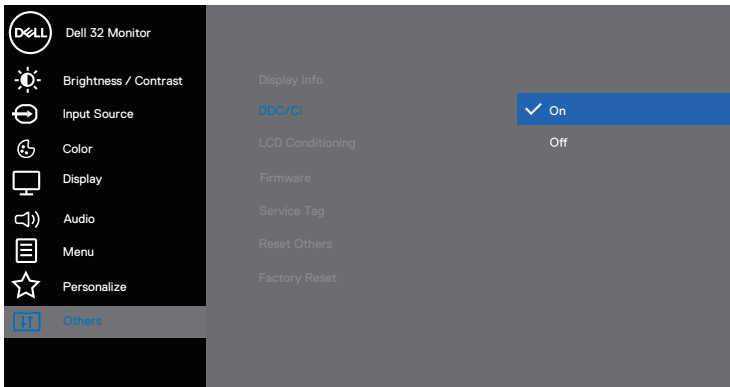 DELL
Dell 32 Monitor
Brightness / Contrast
Input Source
Color
Display
Audio
Menu
Personalize
Others
Display Info
DDC/CI
LCD Conditioning
Firmware
Service Tag
Reset Others
Factory Reset
On
Off